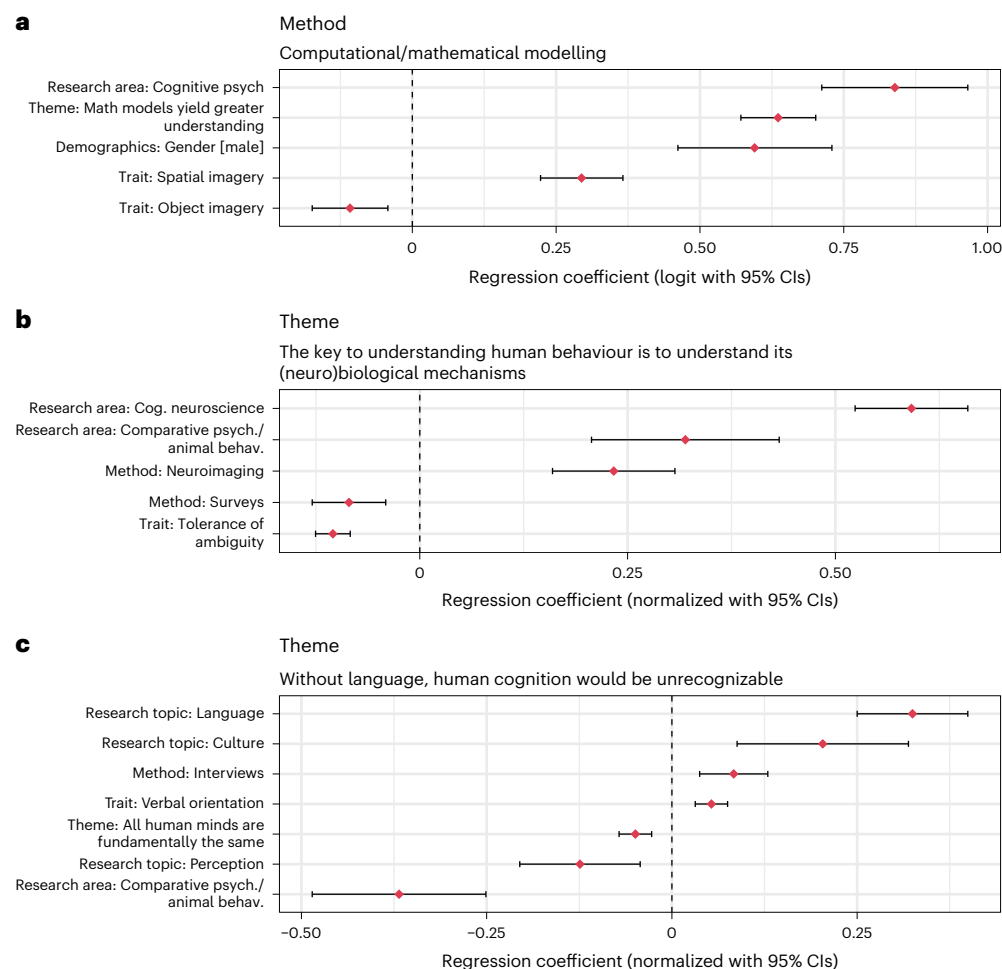 a
Method
Computational/mathematical modelling
Research area: Cognitive psych
Theme: Math models yield greater
understanding
Demographics: Gender [male]
Trait: Spatial imagery
Trait: Object imagery
0 0.25 0.50 0.75 1.00
Regression coefficient (logit with 95% CIs)
b
Theme
The key to understanding human behaviour is to understand its
(neuro)biological mechanisms
Research area: Cog. neuroscience
Research area: Comparative psych./
animal behav.
Method: Neuroimaging
Method: Surveys
Trait: Tolerance of
ambiguity
0 0.25 0.50
Regression coefficient (normalized with 95% CIs)
c
Theme
Without language, human cognition would be unrecognizable
Research topic: Language
Research topic: Culture
Method: Interviews
Trait: Verbal orientation
Theme: All human minds are
fundamentally the same
Research topic: Perception
Research area: Comparative psych./
animal behav.
−0.50 −0.25 0 0.25
Regression coefficient (normalized with 95% CIs)